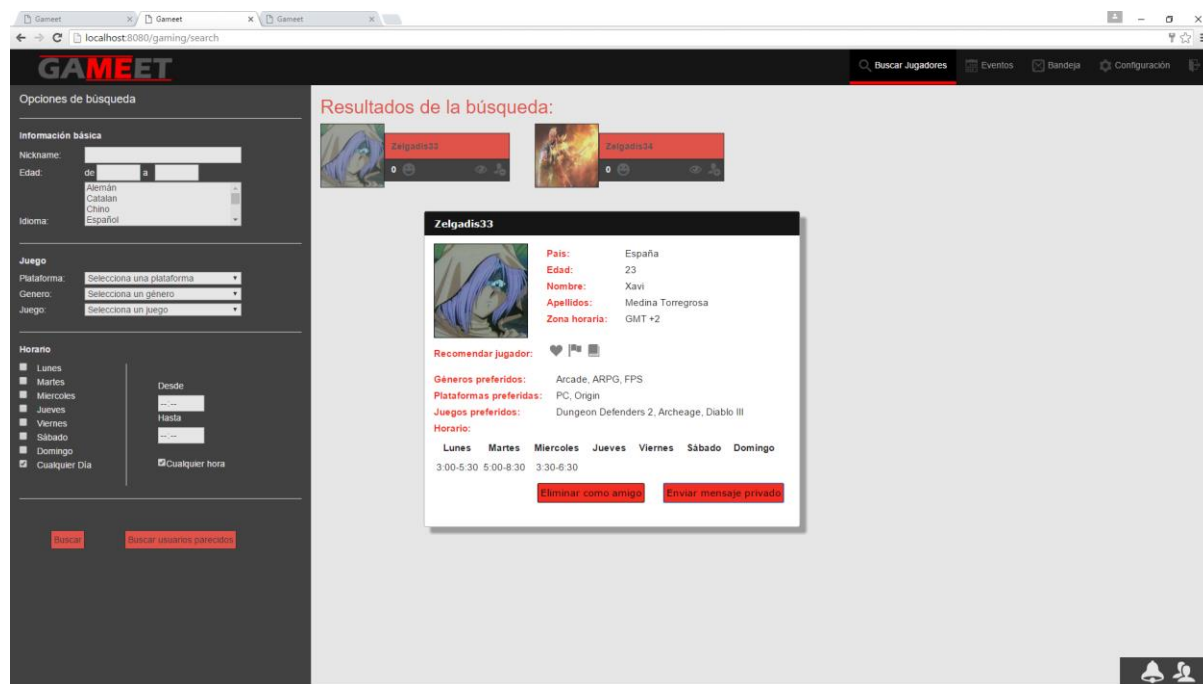 Gameet
Gameet
Gameet
localhost:8080/gaming/search
GAMEET
Buscar Jugadores
Eventos
Bandeja
Configuración
Opciones de búsqueda
Información básica
Nickname:
Edad: de a
Alemán
Catalan
Chino
Español
Idioma:
Juego
Plataforma: Selecciona una plataforma
Genero: Selecciona un género
Juego: Selecciona un juego
Horario
Lunes
Martes
Miercoles
Jueves
Viernes
Sábado
Domingo
Cualquier Día
Desde
--:--
Hasta
--:--
Cualquier hora
Buscar
Buscar usuarios parecidos
Resultados de la búsqueda:
Zelgadis33
0
Zelgadis34
0
Zelgadis33
País: España
Edad: 23
Nombre: Xavi
Apellidos: Medina Torregrosa
Zona horaria: GMT +2
Recomendar jugador:
Géneros preferidos: Arcade, ARPG, FPS
Plataformas preferidas: PC, Origin
Juegos preferidos: Dungeon Defenders 2, Archeage, Diablo III
Horario:
Lunes Martes Miercoles Jueves Viernes Sábado Domingo
3:00-5:30 5:00-8:30 3:30-6:30
Eliminar como amigo
Enviar mensaje privado